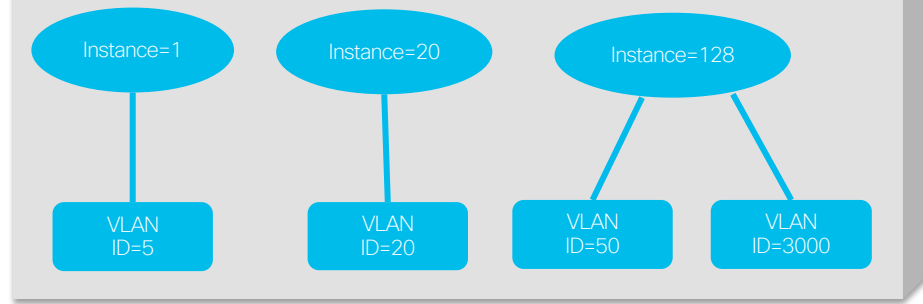 Instance=1
Instance=20
Instance=128
VLAN
ID=5
VLAN
ID=20
VLAN
ID=50
VLAN
ID=3000